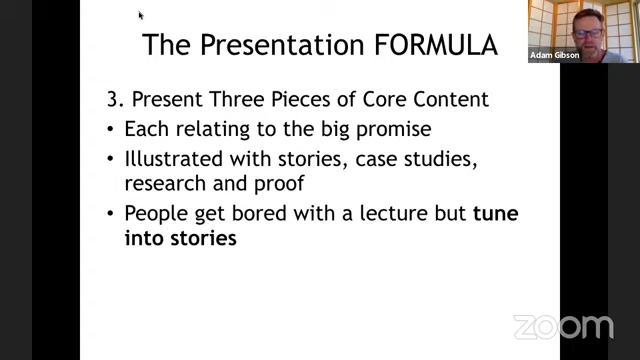 The Presentation FORMULA
Adam Gibson
3. Present Three Pieces of Core Content
• Each relating to the big promise
• Illustrated with stories, case studies,
research and proof
• People get bored with a lecture but tune
into stories
zoom